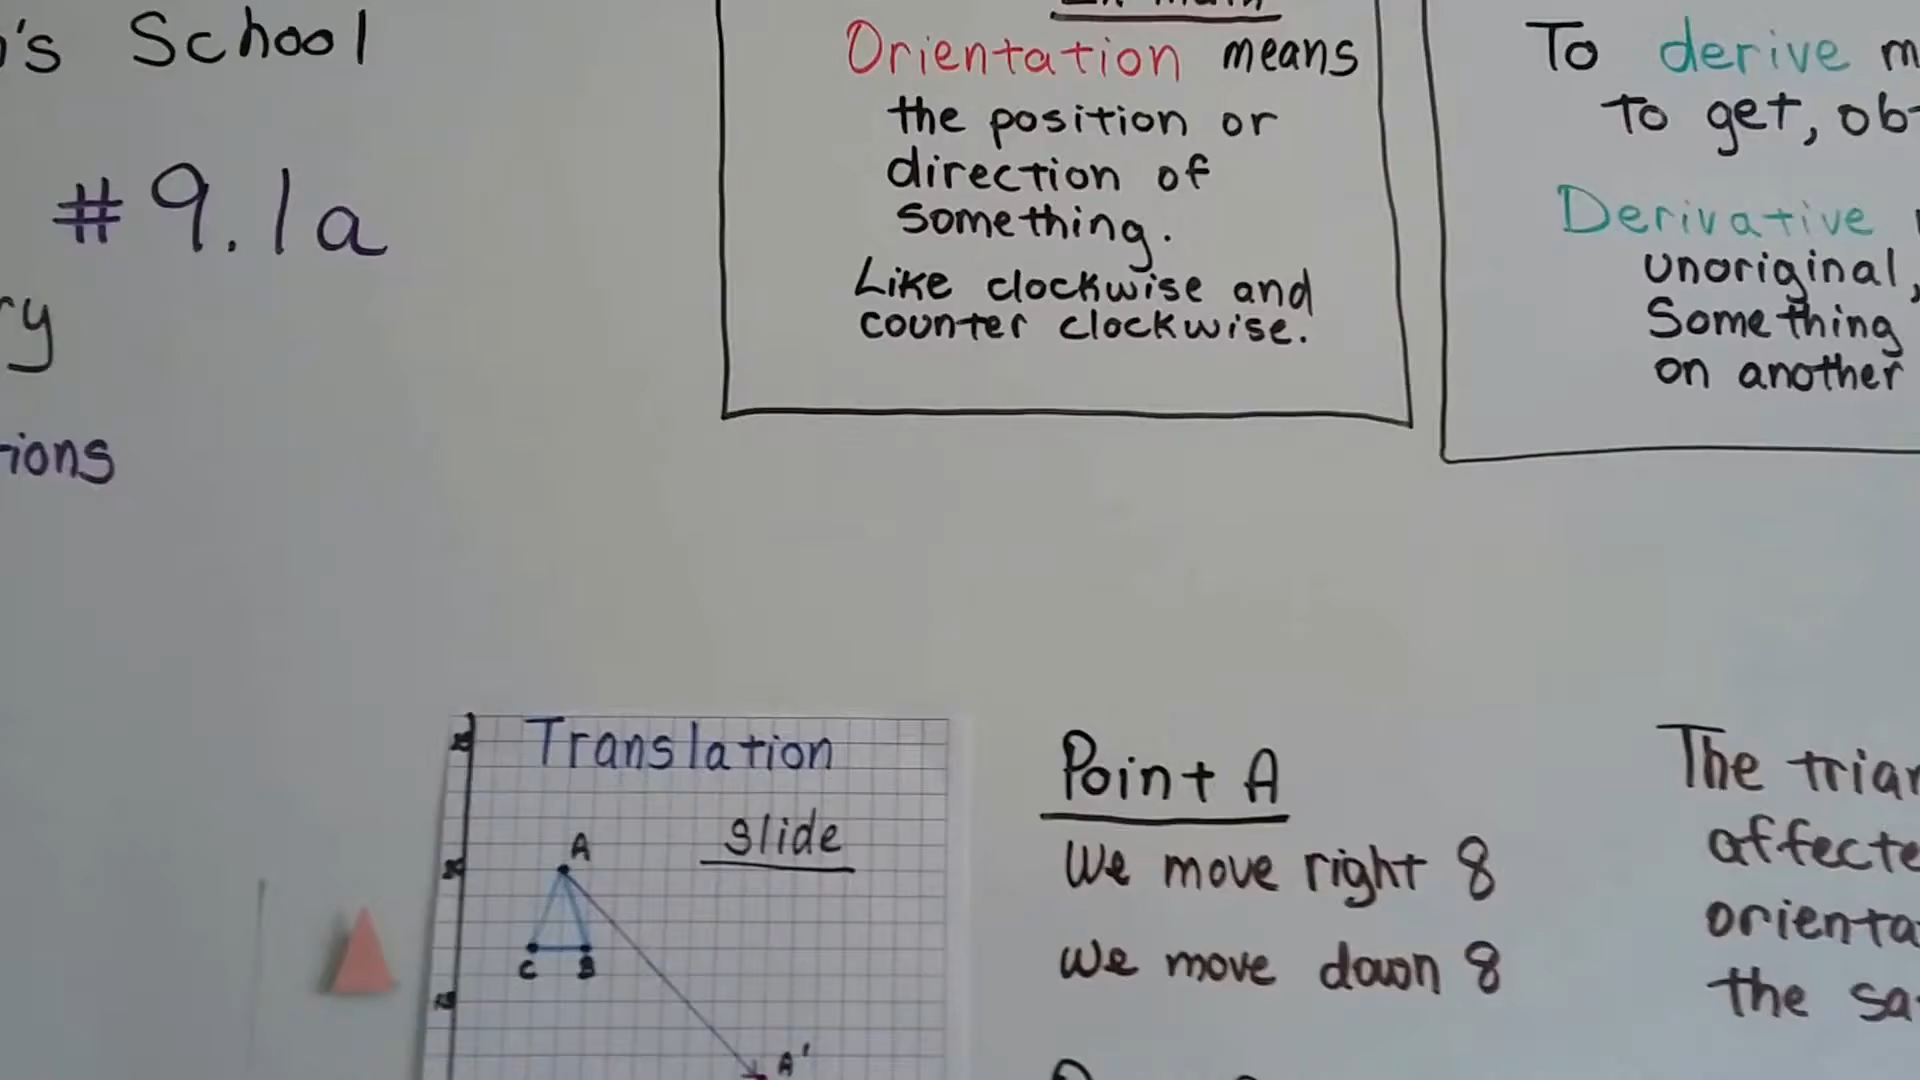 's School
#9.1a
ry
ions
Orientation means
the position or
direction of
something.
Like clockwise and
counter clockwise.
To derive m
to get, ob
Derivative
unoriginal,
Something
on another
Translation
slide
A
C B
A'
Point A
We move right 8
we move down 8
The trian
affecte
orienta
the sa